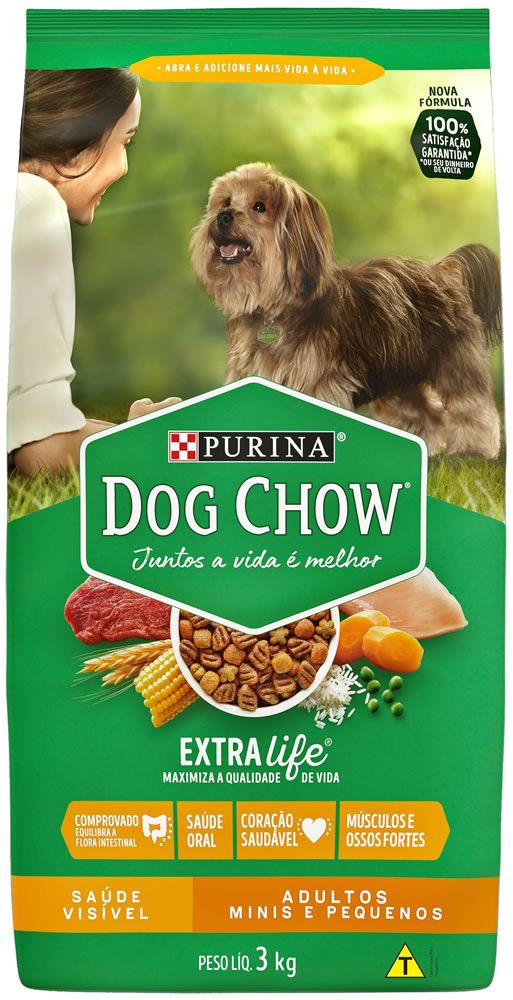 • ABRA E ADICIONE MAIS VIDA À VIDA •
NOVA
FÓRMULA
100%
SATISFAÇÃO
GARANTIDA*
*OU SEU DINHEIRO
DE VOLTA
PURINA®
DOG CHOW®
Juntos a vida é melhor
EXTRA life®
MAXIMIZA A QUALIDADE DE VIDA
COMPROVADO
EQUILIBRA A
FLORA INTESTINAL
SAÚDE
ORAL
CORAÇÃO
SAUDÁVEL
MÚSCULOS E
OSSOS FORTES
SAÚDE
VISÍVEL
ADULTOS
MINIS E PEQUENOS
PESO LÍQ. 3 kg
T